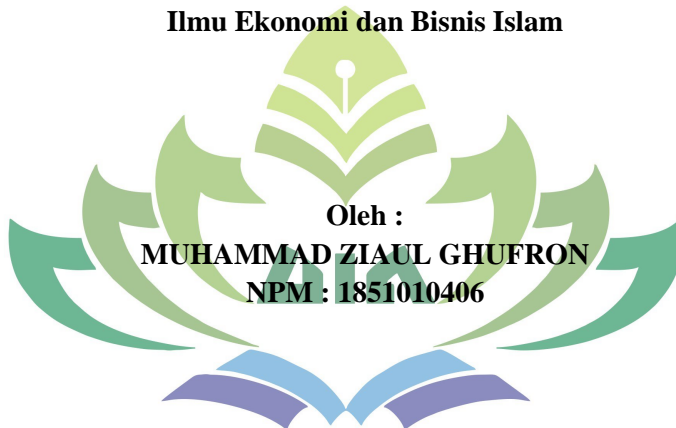 Ilmu Ekonomi dan Bisnis Islam
Oleh :
MUHAMMAD ZIAUL GHUFRON
NPM : 1851010406